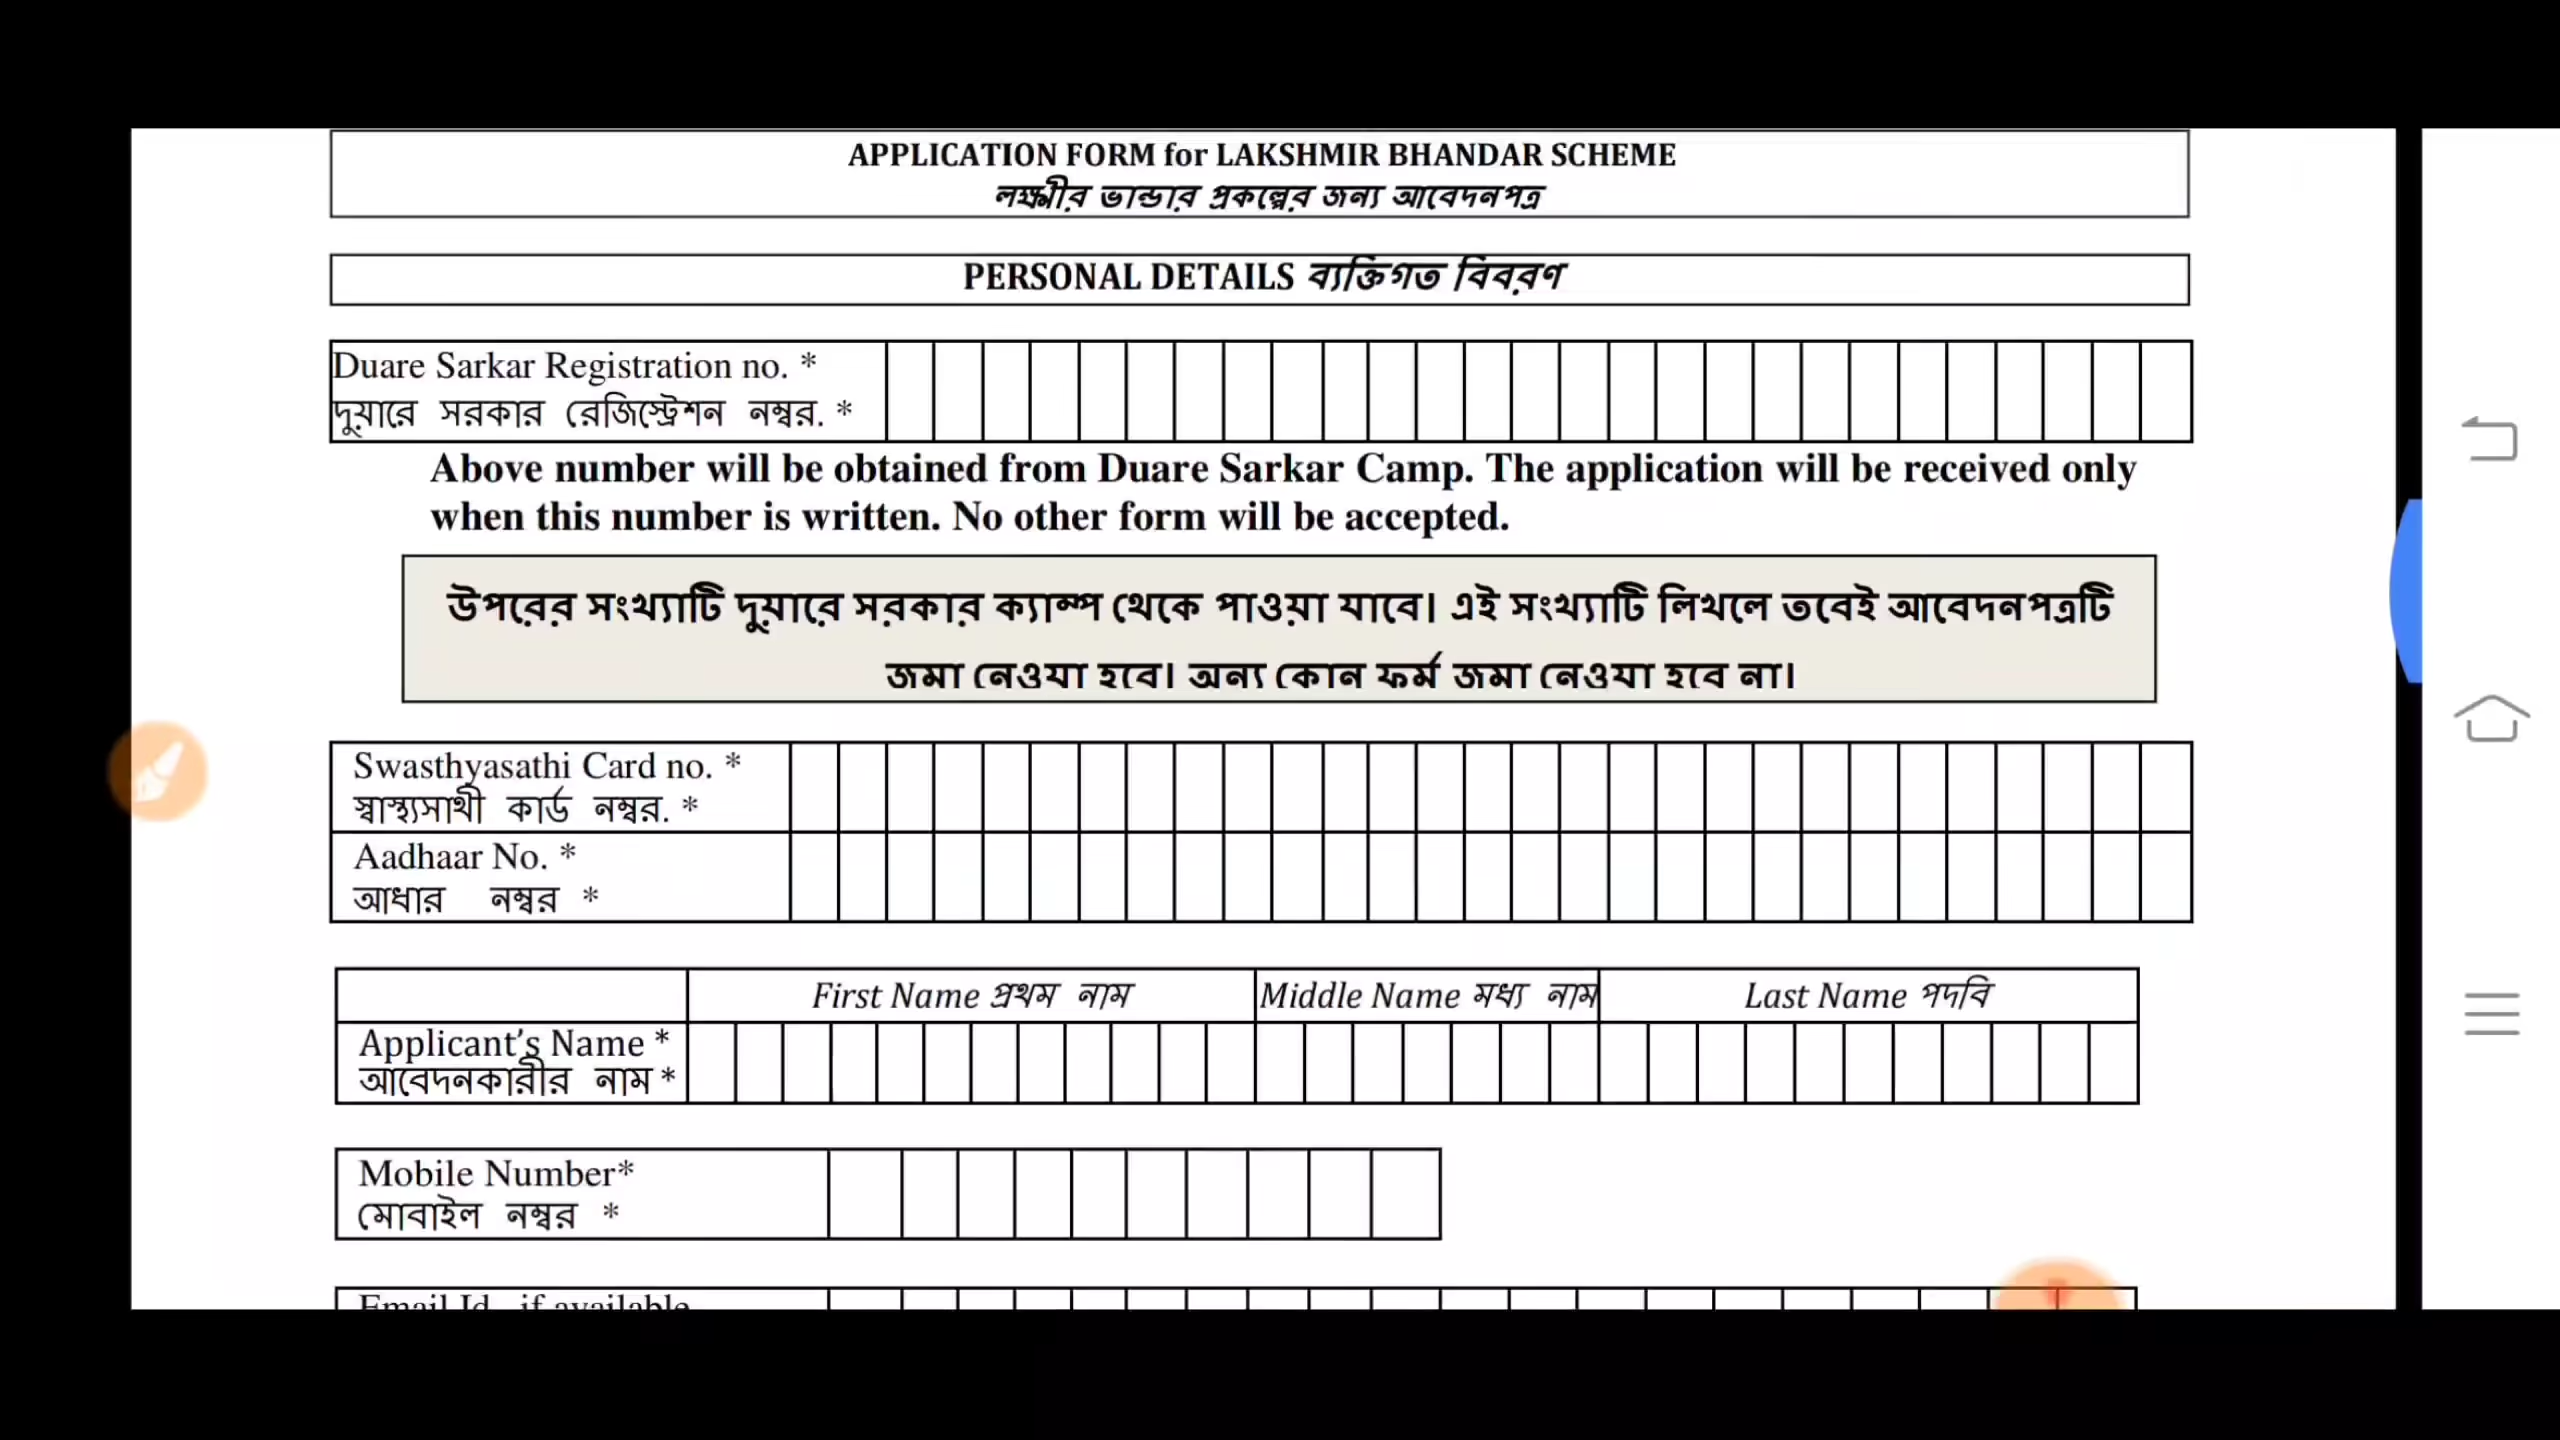 APPLICATION FORM for LAKSHMIR BHANDAR SCHEME
লক্ষ্মীর ভান্ডার প্রকল্পের জন্য আবেদনপত্র
PERSONAL DETAILS ব্যক্তিগত বিবরণ
Duare Sarkar Registration no. *
দুয়ারে সরকার রেজিস্ট্রেশন নম্বর. *
Above number will be obtained from Duare Sarkar Camp. The application will be received only
when this number is written. No other form will be accepted.
উপরের সংখ্যাটি দুয়ারে সরকার ক্যাম্প থেকে পাওয়া যাবে। এই সংখ্যাটি লিখলে তবেই আবেদনপত্রটি
জমা নেওয়া হবে। অন্য কোন ফর্ম জমা নেওয়া হবে না।
Swasthyasathi Card no. *
স্বাস্থ্যসাথী কার্ড নম্বর. *
Aadhaar No. *
আধার নম্বর *
First Name প্রথম নাম Middle Name মধ্য নাম Last Name পদবি
Applicant’s Name *
আবেদনকারীর নাম *
Mobile Number*
মোবাইল নম্বর *
Email Id , if available